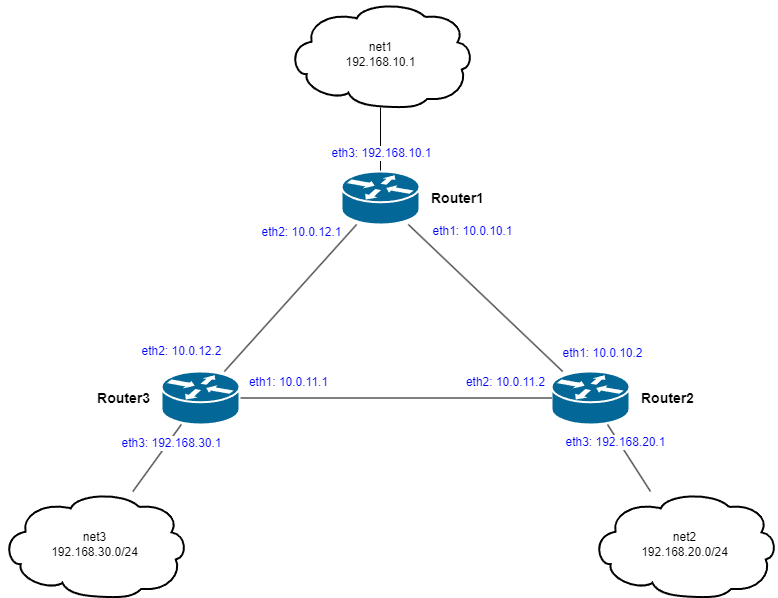 net1
192.168.10.1
eth3: 192.168.10.1
Router1
eth2: 10.0.12.1
eth1: 10.0.10.1
eth2: 10.0.12.2
eth1: 10.0.10.2
eth1: 10.0.11.1
eth2: 10.0.11.2
Router3
Router2
eth3: 192.168.30.1
eth3: 192.168.20.1
net3
192.168.30.0/24
net2
192.168.20.0/24